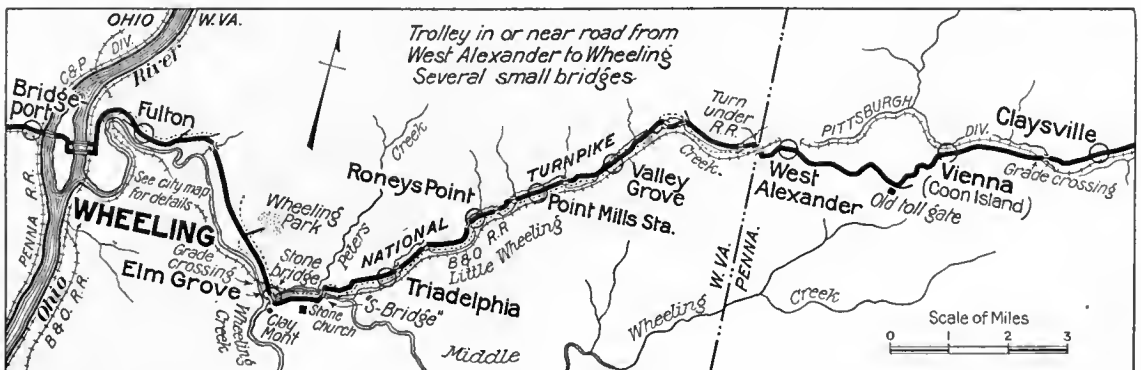 OHIO
W.VA.
C & P
DIV.
River
Trolley in or near road from
West Alexander to Wheeling
Several small bridges
Bridge-
port
Fulton
Turn
under
R.R.
PITTSBURGH
DIV.
Claysville
Creek
Roneys Point
TURNPIKE
Creek
See city map
for details
Wheeling
Park
Valley
Grove
West
Alexander
Vienna
(Coon Island)
Grade crossing
Old toll gate
PENNA R.R.
WHEELING
Point Mills Sta.
Peters
NATIONAL
B & O R.R.
Little Wheeling
Grade
crossing
Stone
bridge
Elm Grove
Triadelphia
W. VA.
PENNA.
Ohio
B & O. R.R.
Wheeling
Creek
Clay
Mont
Stone
church
"S-Bridge"
Middle
Wheeling
Creek
Scale of Miles
0 1 2 3